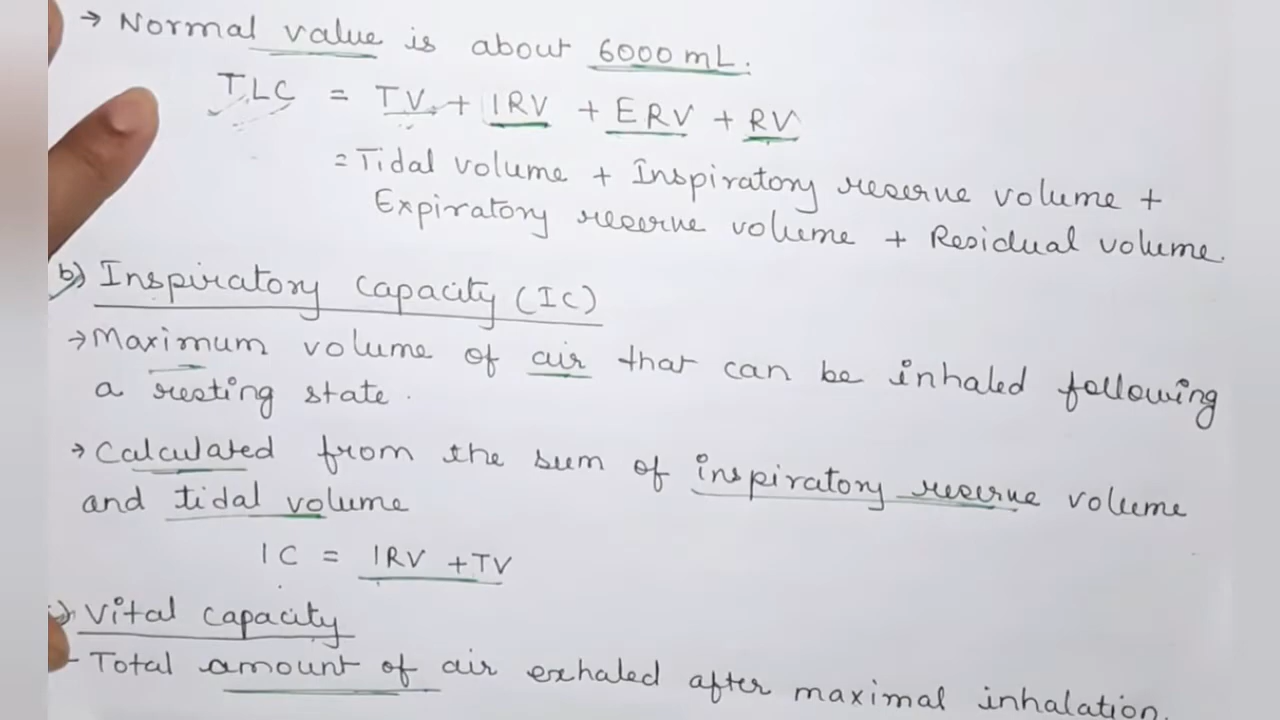 → Normal value is about 6000 mL.
TLC = TV + IRV + ERV + RV
= Tidal volume + Inspiratory reserve volume +
Expiratory reserve volume + Residual volume.
b) Inspiratory capacity (IC)
→ Maximum volume of air that can be inhaled following
a resting state.
→ Calculated from the sum of inspiratory reserve volume
and tidal volume
IC = IRV + TV
) Vital capacity
- Total amount of air exhaled after maximal inhalation.